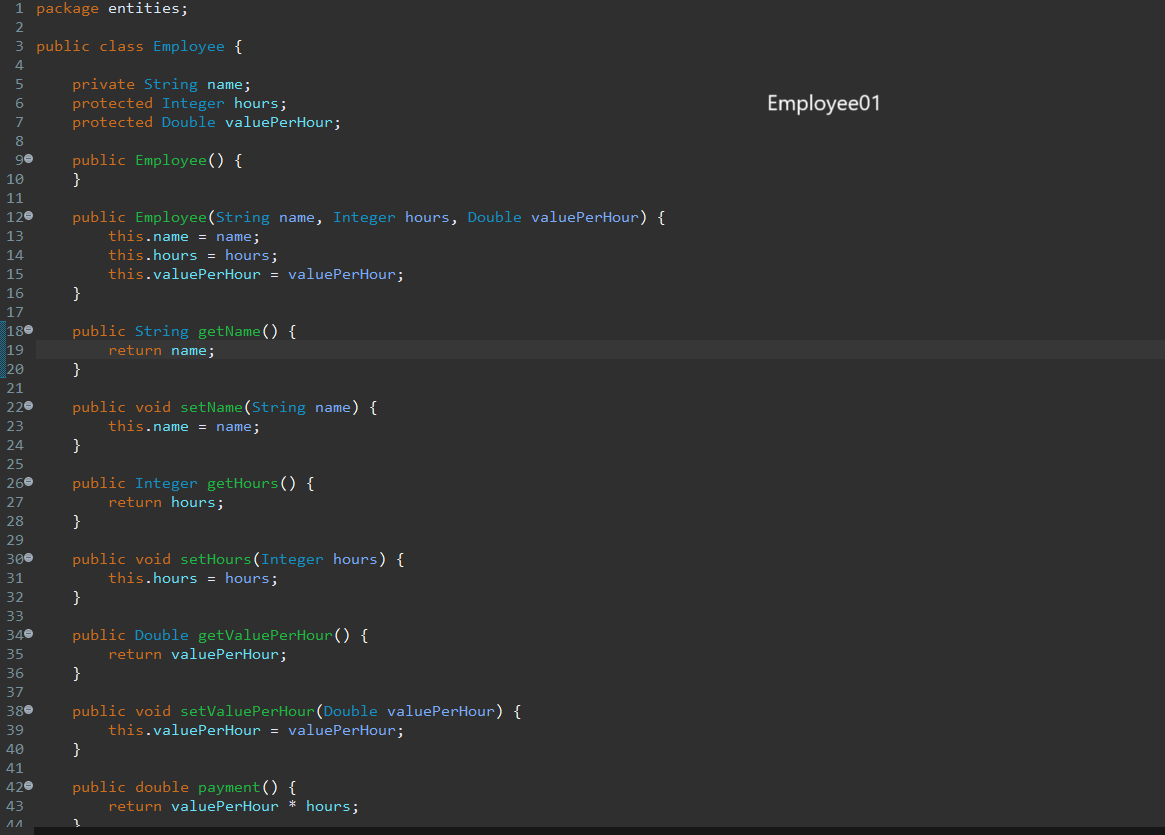 1 package entities;
2
3 public class Employee {
4
5 private String name;
6 protected Integer hours;
Employee01
7 protected Double valuePerHour;
8
9 public Employee() {
10 }
11
12 public Employee(String name, Integer hours, Double valuePerHour) {
13 this.name = name;
14 this.hours = hours;
15 this.valuePerHour = valuePerHour;
16 }
17
18 public String getName() {
19 return name;
20 }
21
22 public void setName(String name) {
23 this.name = name;
24 }
25
26 public Integer getHours() {
27 return hours;
28 }
29
30 public void setHours(Integer hours) {
31 this.hours = hours;
32 }
33
34 public Double getValuePerHour() {
35 return valuePerHour;
36 }
37
38 public void setValuePerHour(Double valuePerHour) {
39 this.valuePerHour = valuePerHour;
40 }
41
42 public double payment() {
43 return valuePerHour * hours;
44 }